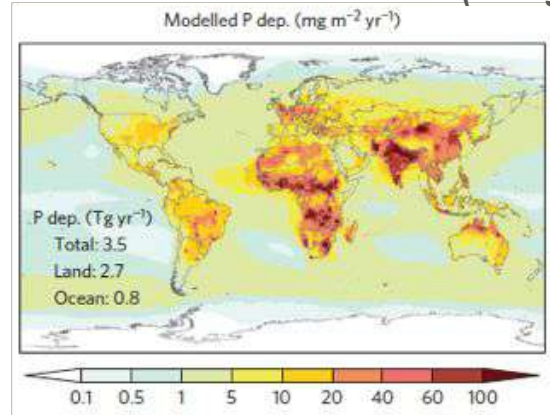 Modelled P dep. (mg m⁻² yr⁻¹)
P dep. (Tg yr⁻¹)
Total: 3.5
Land: 2.7
Ocean: 0.8
0.1 0.5 1 5 10 20 40 60 100